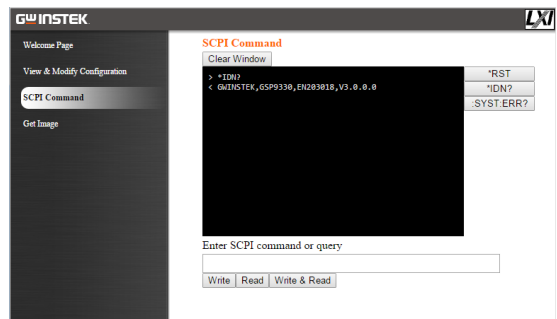 GWINSTEK
LXI
Welcome Page
View & Modify Configuration
SCPI Command
Get Image
SCPI Command
Clear Window
> *IDN?
< GWINSTEK,GSP9330,EN203018,V3.0.0.0
*RST
*IDN?
:SYST:ERR?
Enter SCPI command or query
Write Read Write & Read